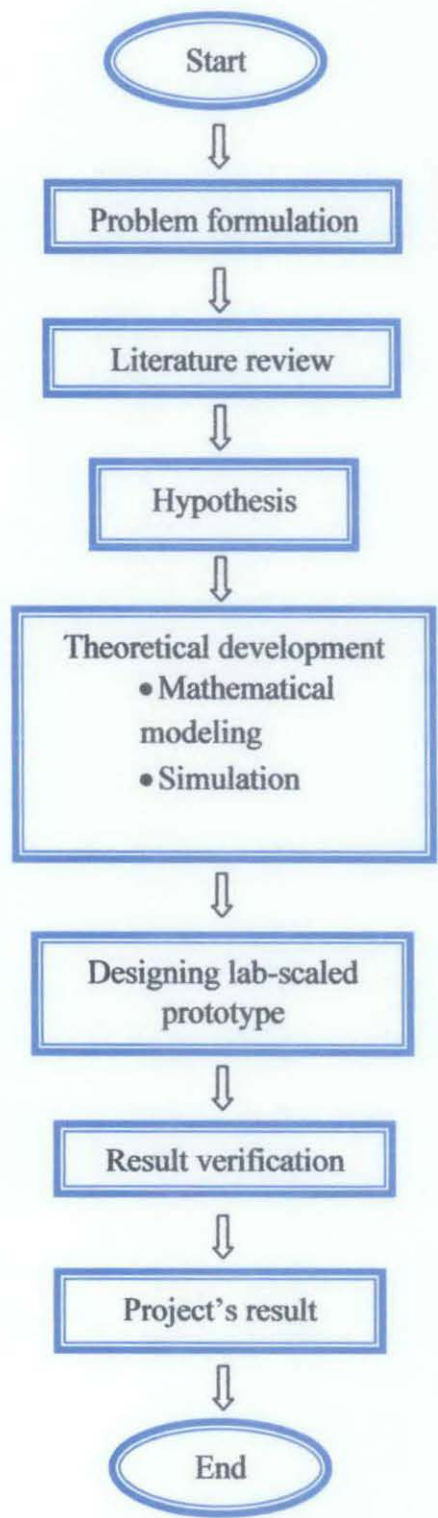 Start
Problem formulation
Literature review
Hypothesis
Theoretical development
• Mathematical
modeling
• Simulation
Designing lab-scaled
prototype
Result verification
Project's result
End